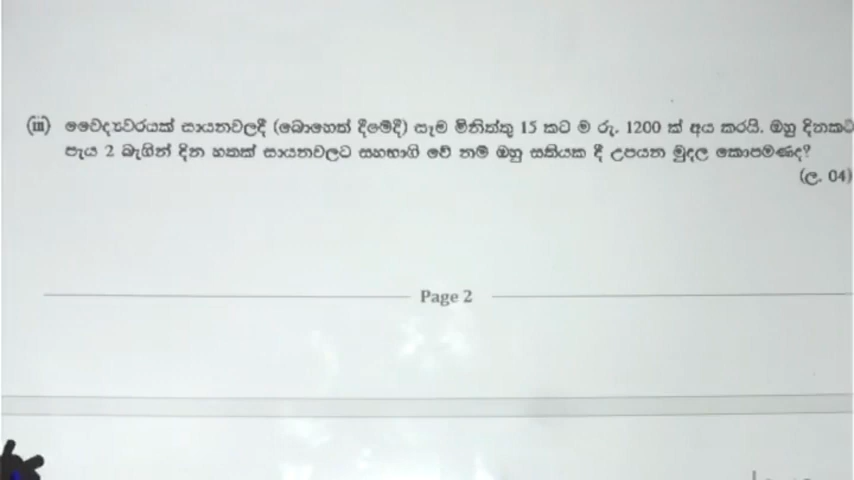 (iii) වෛද්‍යවරයක් සායනවලදී (බොහෙත් දීමේදී) සෑම මිනිත්තු 15 කට ම රු. 1200 ක් අය කරයි. ඔහු දිනකට
පැය 2 බැගින් දින හකක් සායනවලට සහභාගි වේ නම් ඔහු සතියක දී උපයන මුදල කොපමණද?
(ල. 04)
Page 2